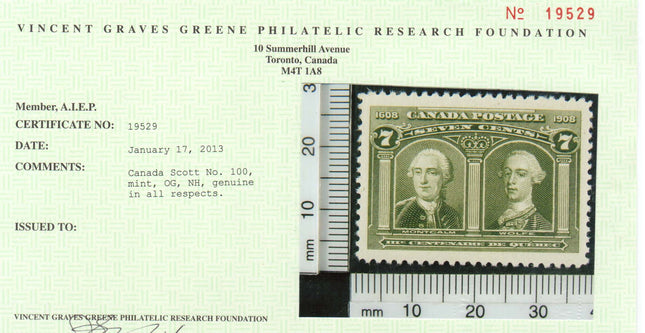 No 19529
VINCENT GRAVES GREENE PHILATELIC RESEARCH FOUNDATION
10 Summerhill Avenue
Toronto, Canada
M4T 1A8
Member, A.I.E.P.
CERTIFICATE NO: 19529
DATE: January 17, 2013
COMMENTS: Canada Scott No. 100,
mint, OG, NH, genuine
in all respects.
ISSUED TO:
VINCENT GRAVES GREENE PHILATELIC RESEARCH FOUNDATION
3
20
10
mm
1608 CANADA POSTAGE 1908
7 SEVEN CENTS 7
MONTCALM WOLFE
IIIE CENTENAIRE DE QUÉBEC
mm 10 20 30 4